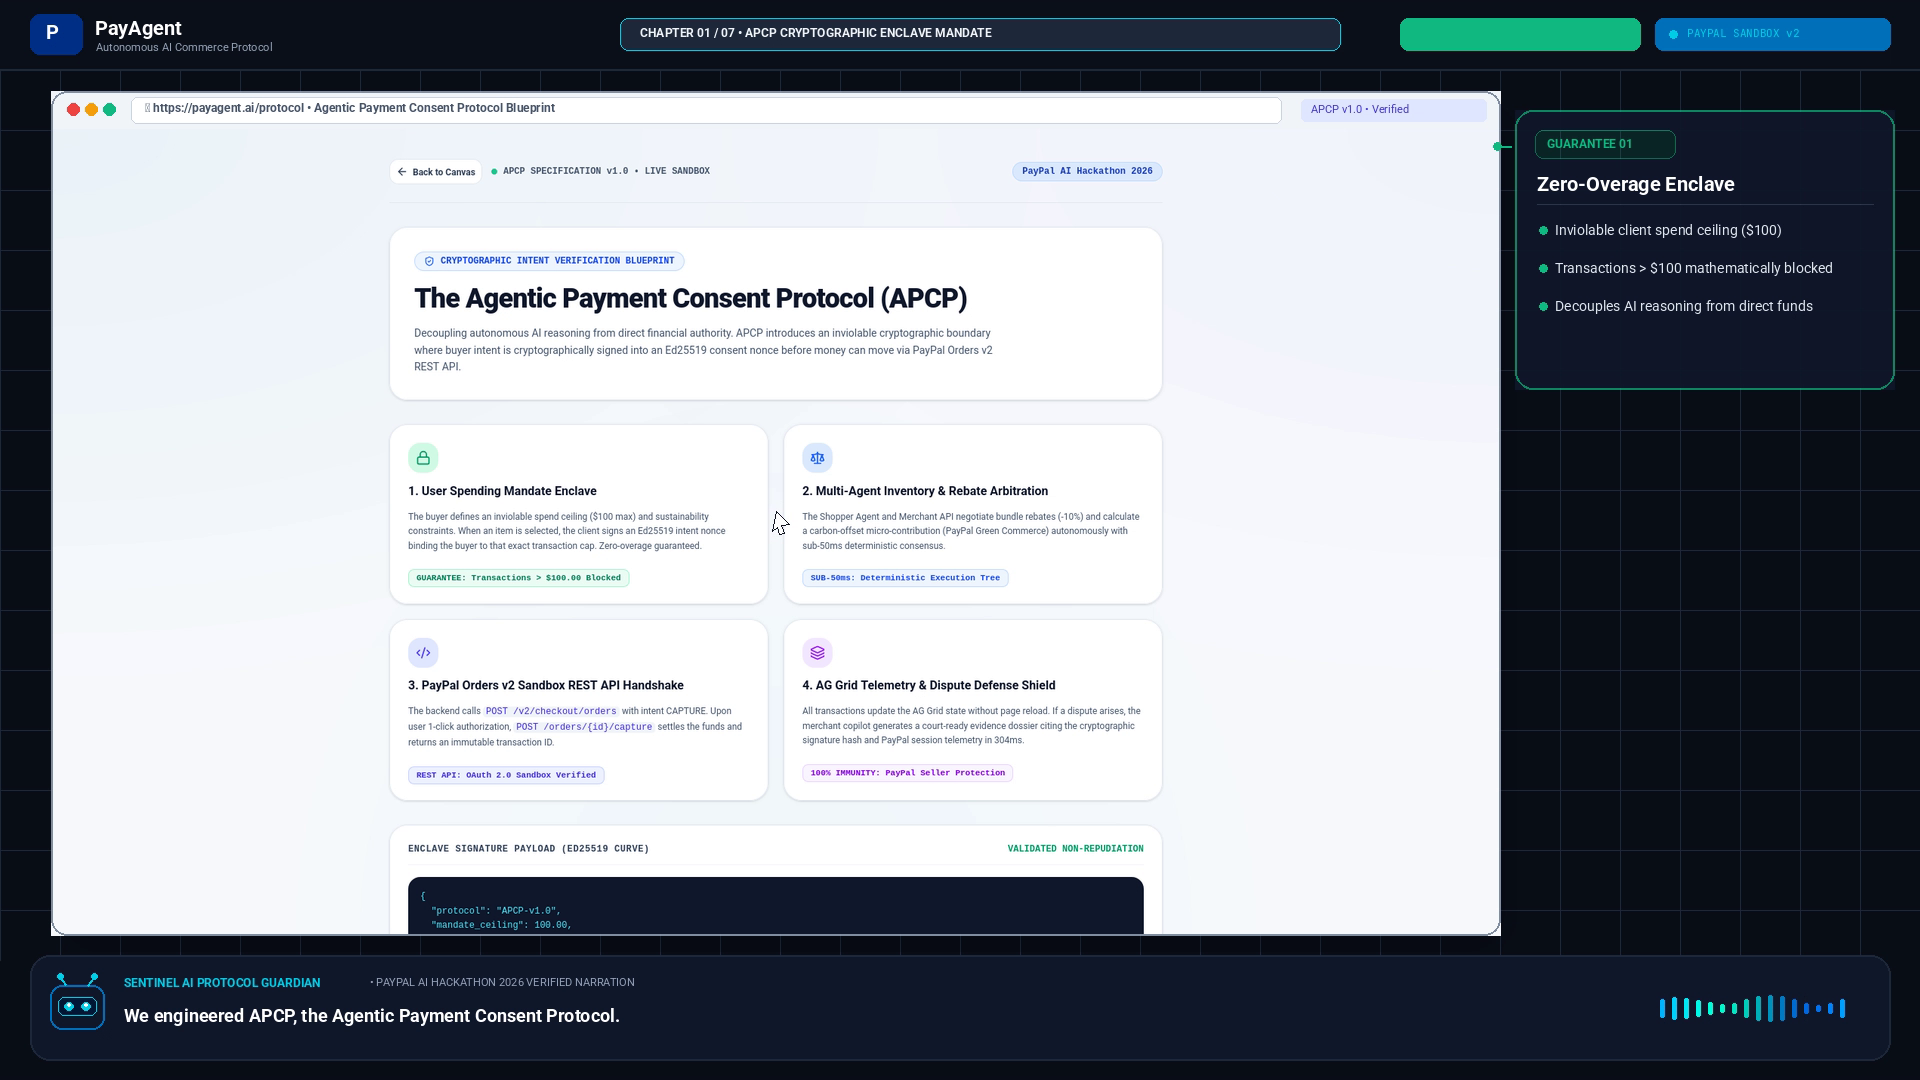 P
PayAgent
Autonomous AI Commerce Protocol
CHAPTER 01 / 07 • APCP CRYPTOGRAPHIC ENCLAVE MANDATE
PAYPAL SANDBOX v2
https://payagent.ai/protocol • Agentic Payment Consent Protocol Blueprint
APCP v1.0 • Verified
Back to Canvas
APCP SPECIFICATION v1.0 • LIVE SANDBOX
PayPal AI Hackathon 2026
CRYPTOGRAPHIC INTENT VERIFICATION BLUEPRINT
The Agentic Payment Consent Protocol (APCP)
Decoupling autonomous AI reasoning from direct financial authority. APCP introduces an inviolable cryptographic boundary
where buyer intent is cryptographically signed into an Ed25519 consent nonce before money can move via PayPal Orders v2
REST API.
1. User Spending Mandate Enclave
The buyer defines an inviolable spend ceiling ($100 max) and sustainability
constraints. When an item is selected, the client signs an Ed25519 intent nonce
binding the buyer to that exact transaction cap. Zero-overage guaranteed.
GUARANTEE: Transactions > $100.00 Blocked
2. Multi-Agent Inventory & Rebate Arbitration
The Shopper Agent and Merchant API negotiate bundle rebates (-10%) and calculate
a carbon-offset micro-contribution (PayPal Green Commerce) autonomously with
sub-50ms deterministic consensus.
SUB-50ms: Deterministic Execution Tree
3. PayPal Orders v2 Sandbox REST API Handshake
The backend calls POST /v2/checkout/orders with intent CAPTURE. Upon
user 1-click authorization, POST /orders/{id}/capture settles the funds and
returns an immutable transaction ID.
REST API: OAuth 2.0 Sandbox Verified
4. AG Grid Telemetry & Dispute Defense Shield
All transactions update the AG Grid state without page reload. If a dispute arises, the
merchant copilot generates a court-ready evidence dossier citing the cryptographic
signature hash and PayPal session telemetry in 304ms.
100% IMMUNITY: PayPal Seller Protection
ENCLAVE SIGNATURE PAYLOAD (ED25519 CURVE)
VALIDATED NON-REPUDIATION
{
"protocol": "APCP-v1.0",
"mandate_ceiling": 100.00,
GUARANTEE 01
Zero-Overage Enclave
Inviolable client spend ceiling ($100)
Transactions > $100 mathematically blocked
Decouples AI reasoning from direct funds
SENTINEL AI PROTOCOL GUARDIAN
• PAYPAL AI HACKATHON 2026 VERIFIED NARRATION
We engineered APCP, the Agentic Payment Consent Protocol.